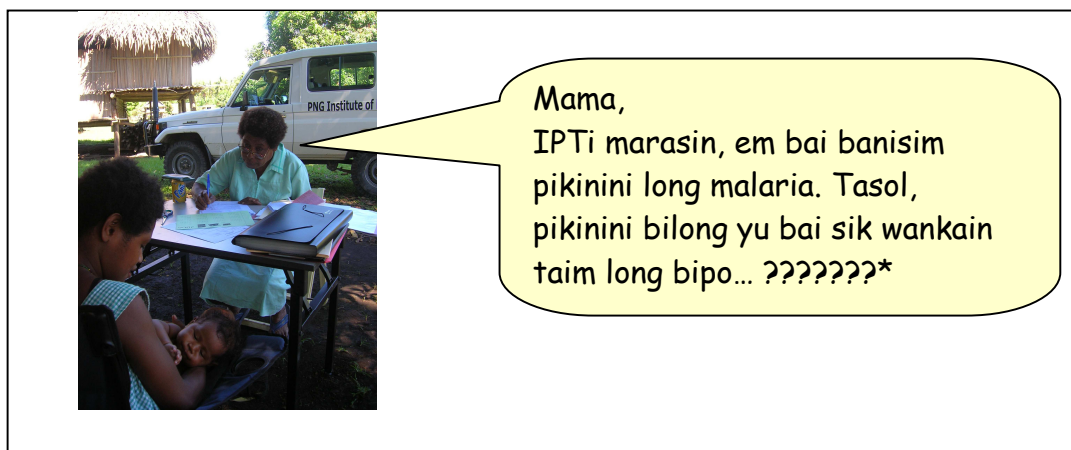 PNG Institute of
Mama,
IPTi marasin, em bai banisim
pikinini long malaria. Tasol,
pikinini bilong yu bai sik wankain
taim long bipo… ???????*